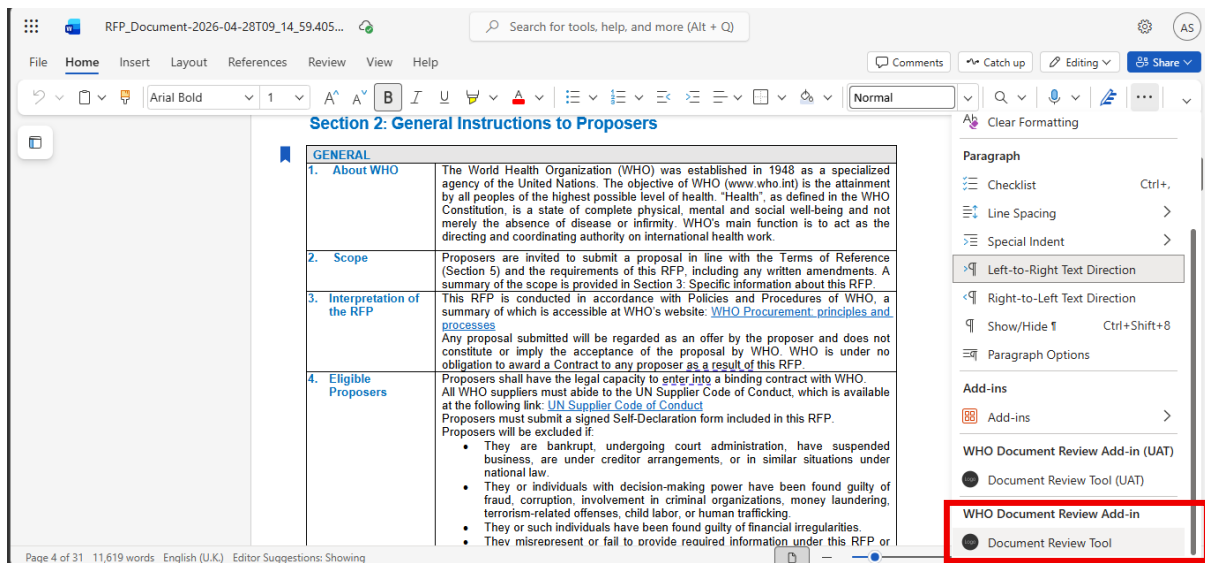 RFP_Document-2026-04-28T09_14_59.405...
Search for tools, help, and more (Alt + Q)
AS
File Home Insert Layout References Review View Help
Comments Catch up Editing Share
Arial Bold 1 A^ A˅ B I U A Normal ...
Section 2: General Instructions to Proposers
GENERAL
1. About WHO
The World Health Organization (WHO) was established in 1948 as a specialized
agency of the United Nations. The objective of WHO (www.who.int) is the attainment
by all peoples of the highest possible level of health. “Health”, as defined in the WHO
Constitution, is a state of complete physical, mental and social well-being and not
merely the absence of disease or infirmity. WHO’s main function is to act as the
directing and coordinating authority on international health work.
2. Scope
Proposers are invited to submit a proposal in line with the Terms of Reference
(Section 5) and the requirements of this RFP, including any written amendments. A
summary of the scope is provided in Section 3: Specific information about this RFP.
3. Interpretation of
the RFP
This RFP is conducted in accordance with Policies and Procedures of WHO, a
summary of which is accessible at WHO’s website: WHO Procurement: principles and
processes
Any proposal submitted will be regarded as an offer by the proposer and does not
constitute or imply the acceptance of the proposal by WHO. WHO is under no
obligation to award a Contract to any proposer as a result of this RFP.
4. Eligible
Proposers
Proposers shall have the legal capacity to enter into a binding contract with WHO.
All WHO suppliers must abide to the UN Supplier Code of Conduct, which is available
at the following link: UN Supplier Code of Conduct
Proposers must submit a signed Self-Declaration form included in this RFP.
Proposers will be excluded if:
• They are bankrupt, undergoing court administration, have suspended
business, are under creditor arrangements, or in similar situations under
national law.
• They or individuals with decision-making power have been found guilty of
fraud, corruption, involvement in criminal organizations, money laundering,
terrorism-related offenses, child labor, or human trafficking.
• They or such individuals have been found guilty of financial irregularities.
• They misrepresent or fail to provide required information under this RFP or
Clear Formatting
Paragraph
Checklist Ctrl+,
Line Spacing
Special Indent
Left-to-Right Text Direction
Right-to-Left Text Direction
Show/Hide ¶ Ctrl+Shift+8
Paragraph Options
Add-ins
Add-ins
WHO Document Review Add-in (UAT)
Document Review Tool (UAT)
WHO Document Review Add-in
Document Review Tool
Page 4 of 31 11,619 words English (U.K.) Editor Suggestions: Showing